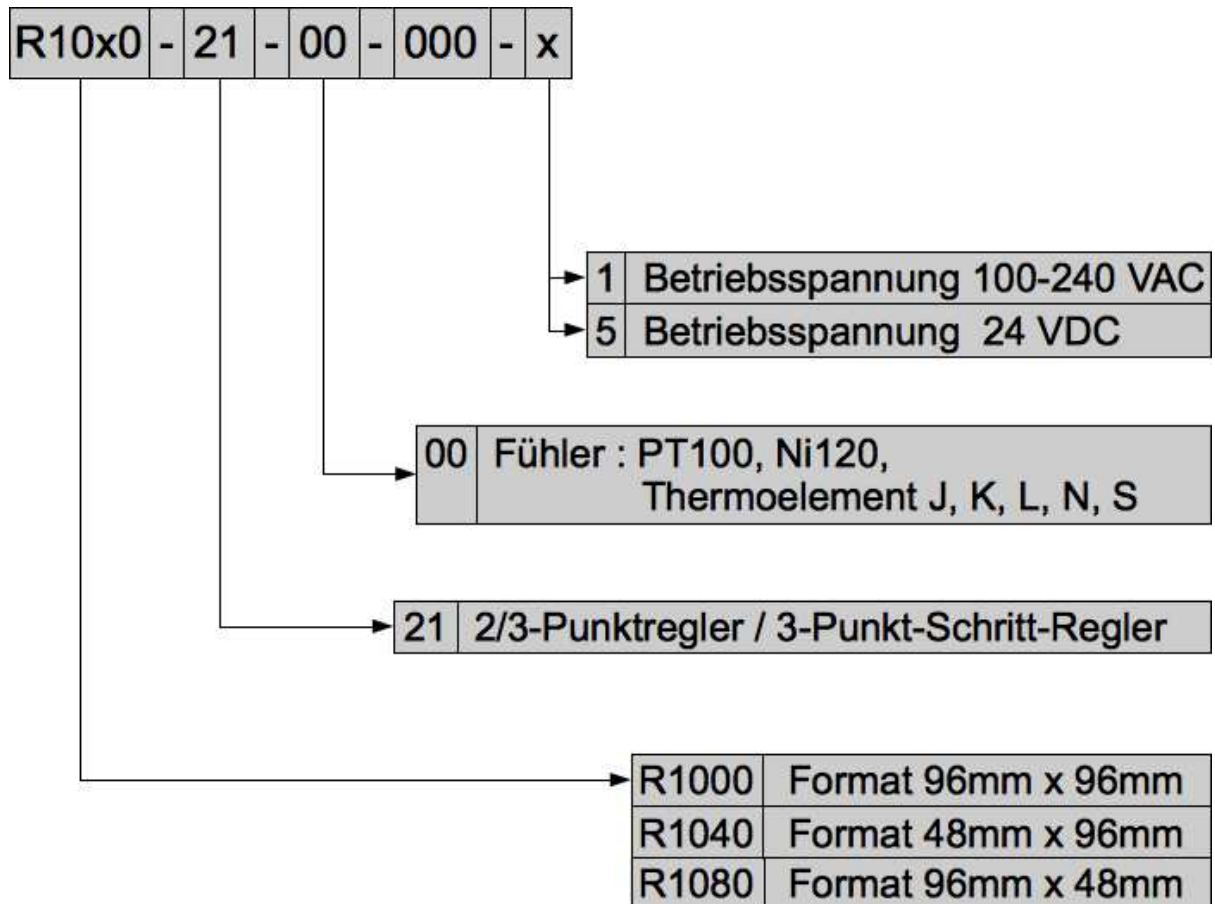 R10x0 - 21 - 00 - 000 - x
1 Betriebsspannung 100-240 VAC
5 Betriebsspannung 24 VDC
00 Fühler : PT100, Ni120,
Thermoelement J, K, L, N, S
21 2/3-Punktregler / 3-Punkt-Schritt-Regler
R1000 Format 96mm x 96mm
R1040 Format 48mm x 96mm
R1080 Format 96mm x 48mm